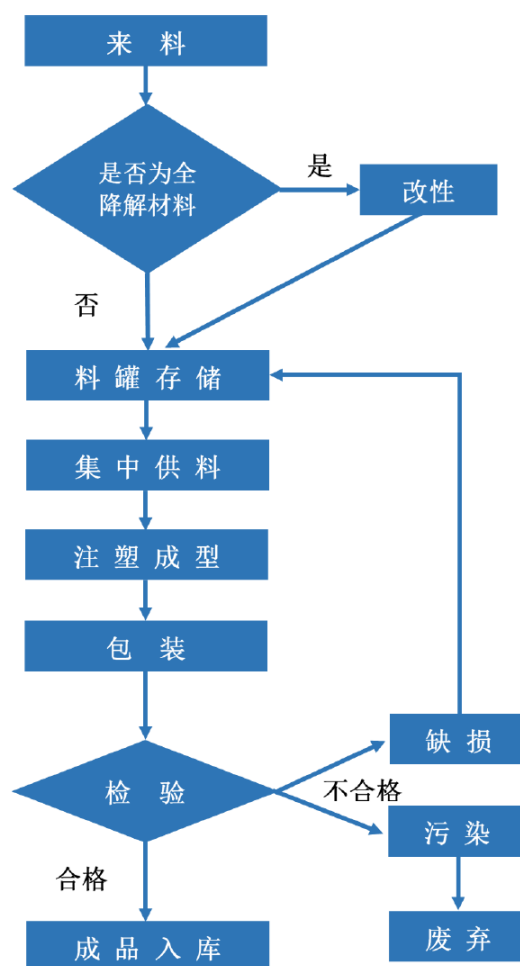 来 料
是否为全
降解材料
是
改性
否
料 罐 存 储
集 中 供 料
注 塑 成 型
包 装
缺 损
检 验
不合格
污 染
合格
成 品 入 库
废 弃